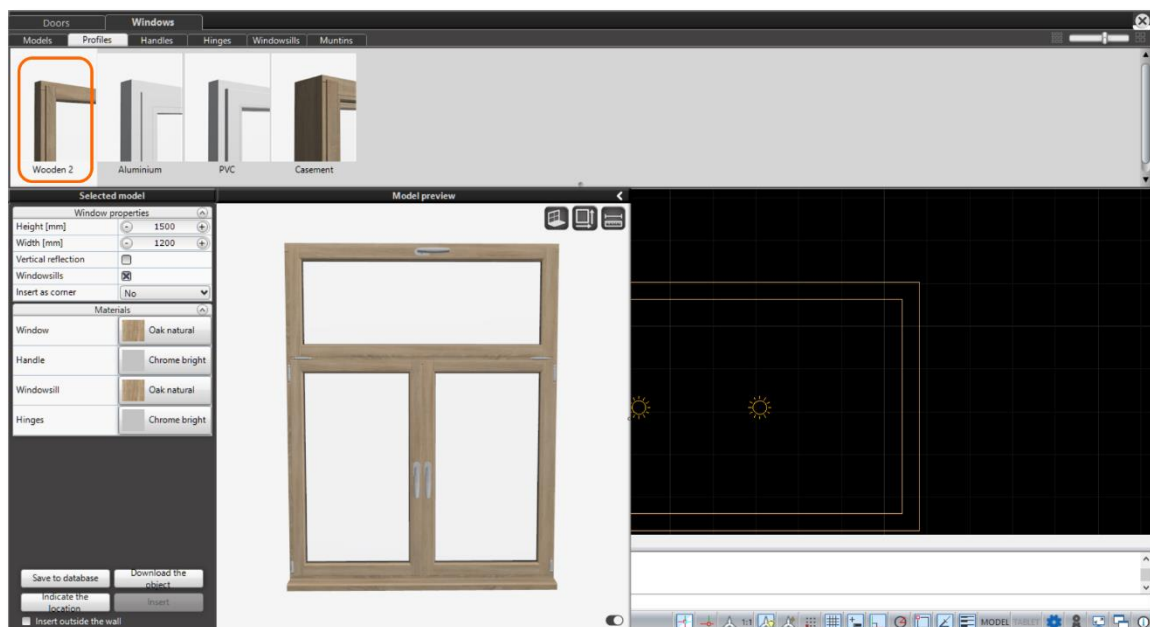 Doors Windows
Models Profiles Handles Hinges Windowsills Muntins
Wooden 2 Aluminium PVC Casement
Selected model Model preview
Window properties
Height [mm] - 1500 +
Width [mm] - 1200 +
Vertical reflection
Windowsills
Insert as corner No
Materials
Window Oak natural
Handle Chrome bright
Windowsill Oak natural
Hinges Chrome bright
Save to database Download the object
Indicate the location Insert
Insert outside the wall
1:1 MODEL TABLET